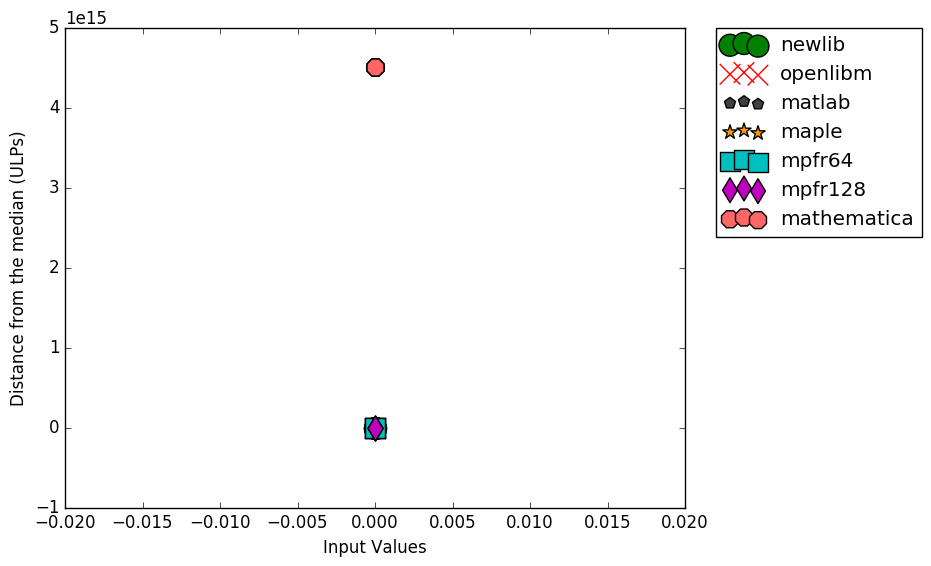 1e15
5
4
3
2
1
0
−1
Distance from the median (ULPs)
−0.020 −0.015 −0.010 −0.005 0.000 0.005 0.010 0.015 0.020
Input Values
newlib
openlibm
matlab
maple
mpfr64
mpfr128
mathematica